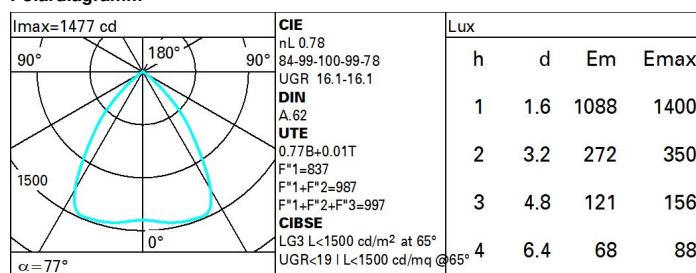 Imax=1477 cd
90°
180°
90°
1500
0°
α=77°
CIE
nL 0.78
84-99-100-99-78
UGR 16.1-16.1
DIN
A.62
UTE
0.77B+0.01T
F"1=837
F"1+F"2=987
F"1+F"2+F"3=997
CIBSE
LG3 L<1500 cd/m² at 65°
UGR<19 | L<1500 cd/mq @65°
Lux
h d Em Emax
1 1.6 1088 1400
2 3.2 272 350
3 4.8 121 156
4 6.4 68 88